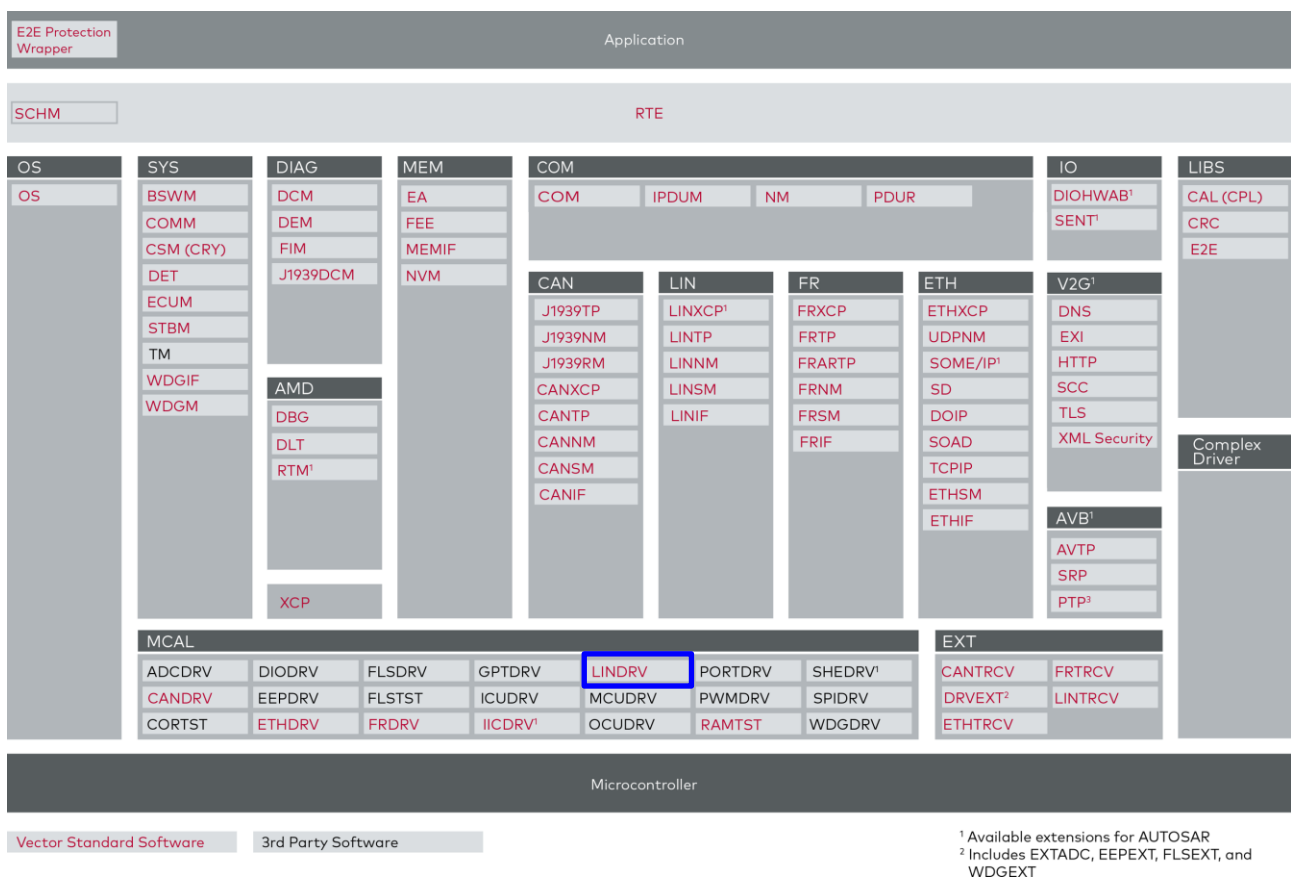 E2E Protection
Wrapper
Application
SCHM
RTE
OS
OS
SYS
BSWM
COMM
CSM (CRY)
DET
ECUM
STBM
TM
WDGIF
WDGM
DIAG
DCM
DEM
FIM
J1939DCM
AMD
DBG
DLT
RTM¹
XCP
MEM
EA
FEE
MEMIF
NVM
COM
COM IPDUM NM PDUR
CAN
J1939TP
J1939NM
J1939RM
CANXCP
CANTP
CANNM
CANSM
CANIF
LIN
LINXCP¹
LINTP
LINNM
LINSM
LINIF
FR
FRXCP
FRTP
FRARTP
FRNM
FRSM
FRIF
ETH
ETHXCP
UDPNM
SOME/IP¹
SD
DOIP
SOAD
TCPIP
ETHSM
ETHIF
IO
DIOHWAB¹
SENT¹
V2G¹
DNS
EXI
HTTP
SCC
TLS
XML Security
AVB¹
AVTP
SRP
PTP³
LIBS
CAL (CPL)
CRC
E2E
Complex
Driver
MCAL
ADCDRV DIODRV FLSDRV GPTDRV LINDRV PORTDRV SHEDRV¹
CANDRV EEPDRV FLSTST ICUDRV MCUDRV PWMDRV SPIDRV
CORTST ETHDRV FRDRV IICDRV¹ OCUDRV RAMTST WDGDRV
EXT
CANTRCV FRTRCV
DRVEXT² LINTRCV
ETHTRCV
Microcontroller
Vector Standard Software 3rd Party Software
¹ Available extensions for AUTOSAR
² Includes EXTADC, EEPEXT, FLSEXT, and
WDGEXT